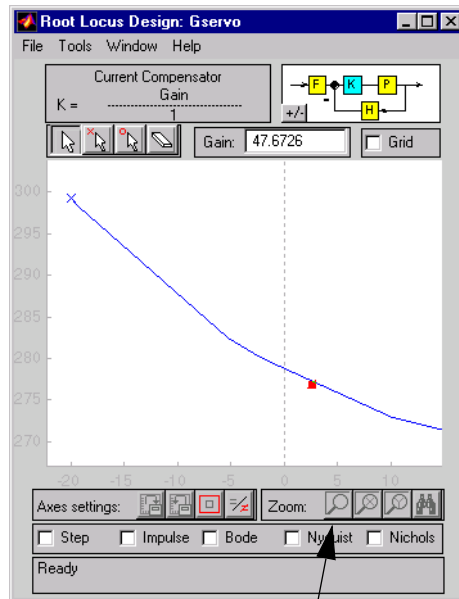 Root Locus Design: Gservo
File Tools Window Help
Current Compensator
K = Gain
1
F K P
H
+/-
Gain: 47.6726 Grid
300
295
290
285
280
275
270
-20 -15 -10 -5 0 5 10
Axes settings: Zoom:
Step Impulse Bode Nyquist Nichols
Ready